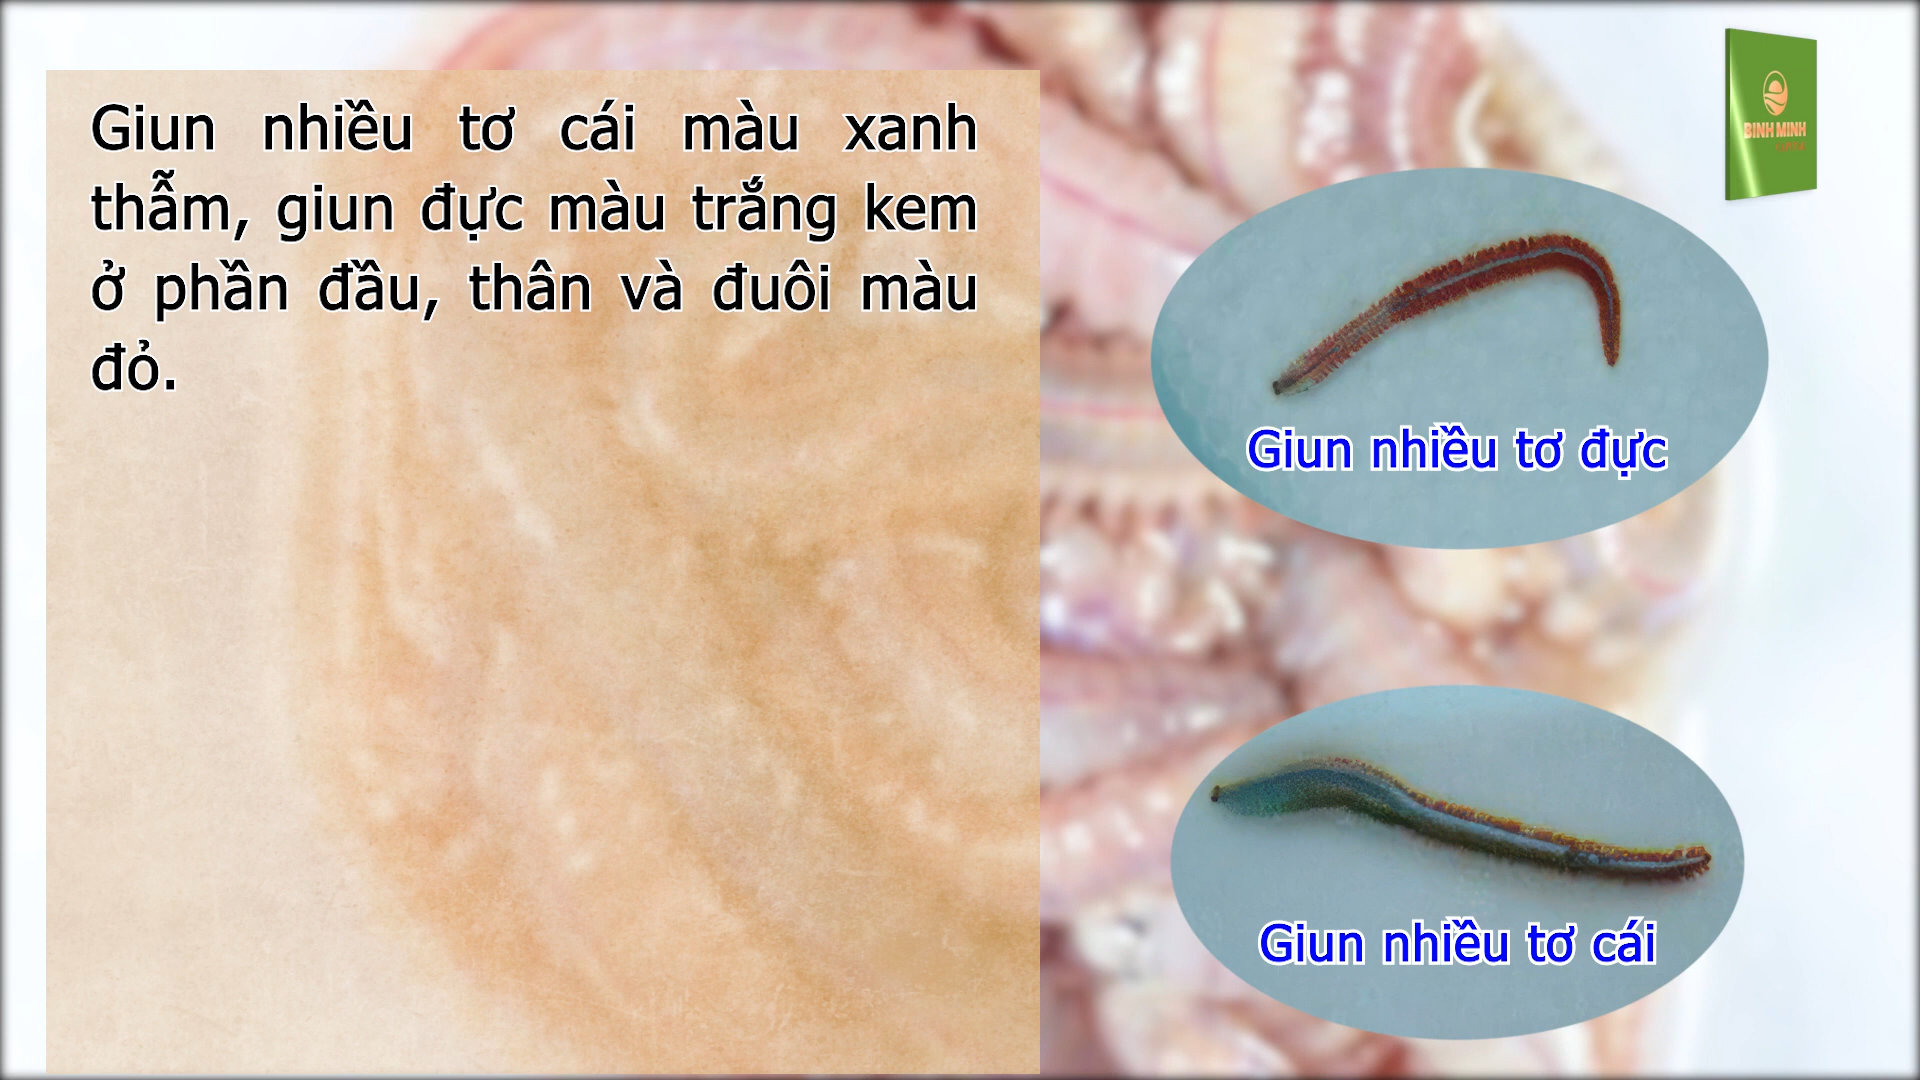 Giun nhiều tơ cái màu xanh
thẫm, giun đực màu trắng kem
ở phần đầu, thân và đuôi màu
đỏ.
BINH MINH
Giun nhiều tơ đực
Giun nhiều tơ cái